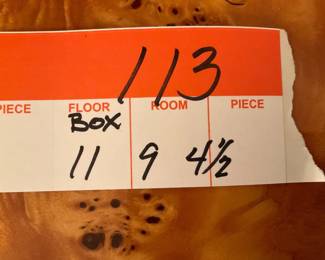 113
PIECE FLOOR ROOM PIECE
BOX
11 9 4½